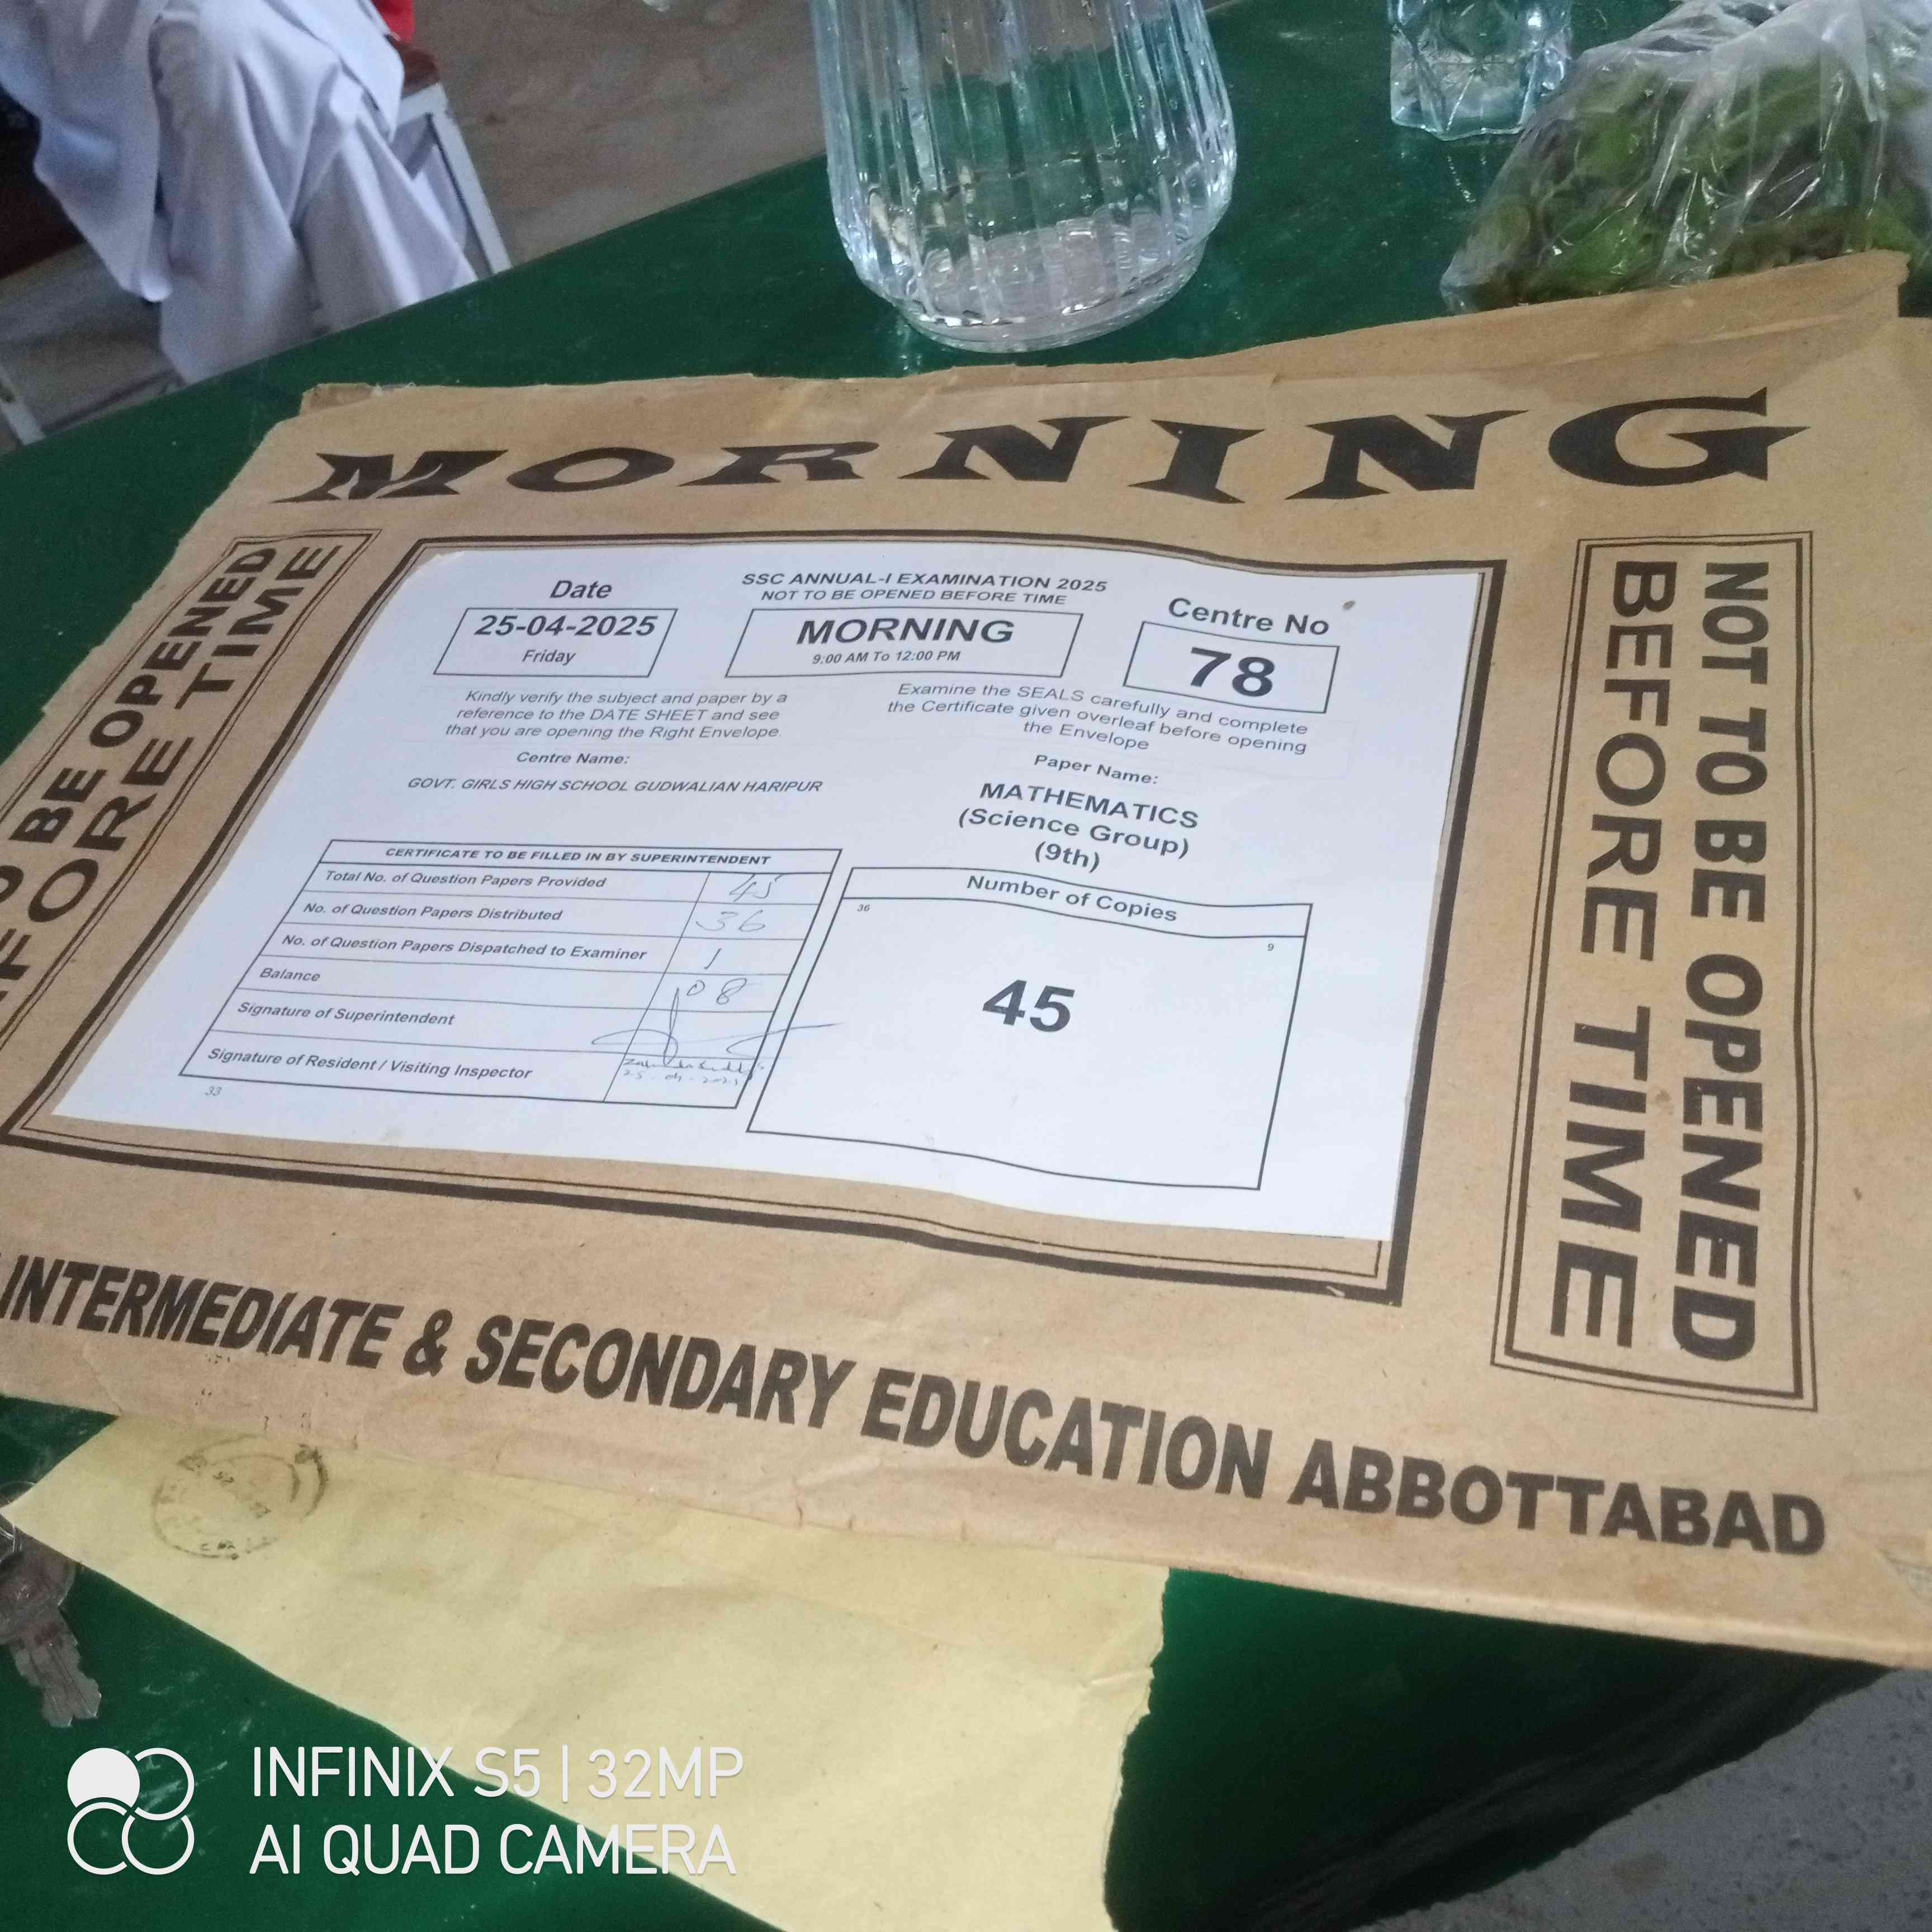 MORNING
NOT TO BE OPENED
BEFORE TIME
Date
25-04-2025
Friday
SSC ANNUAL-I EXAMINATION 2025
NOT TO BE OPENED BEFORE TIME
MORNING
9:00 AM To 12:00 PM
Centre No
78
Kindly verify the subject and paper by a
reference to the DATE SHEET and see
that you are opening the Right Envelope.
Examine the SEALS carefully and complete
the Certificate given overleaf before opening
the Envelope
Centre Name:
GOVT. GIRLS HIGH SCHOOL GUDWALIAN HARIPUR
Paper Name:
MATHEMATICS
(Science Group)
(9th)
CERTIFICATE TO BE FILLED IN BY SUPERINTENDENT
Total No. of Question Papers Provided 45
No. of Question Papers Distributed 36
No. of Question Papers Dispatched to Examiner 1
Balance 08
Signature of Superintendent
Signature of Resident / Visiting Inspector
33
Number of Copies
36
9
45
TO BE OPENED
FORE TIME
INTERMEDIATE & SECONDARY EDUCATION ABBOTTABAD
INFINIX S5 | 32MP
AI QUAD CAMERA